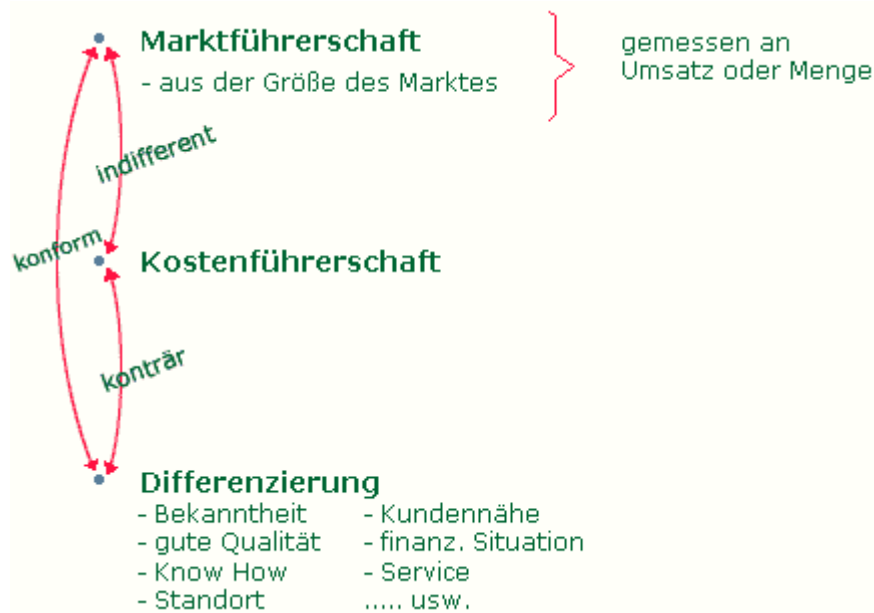 Marktführerschaft
- aus der Größe des Marktes
gemessen an
Umsatz oder Menge
indifferent
konform
Kostenführerschaft
konträr
Differenzierung
- Bekanntheit
- gute Qualität
- Know How
- Standort
- Kundennähe
- finanz. Situation
- Service
..... usw.